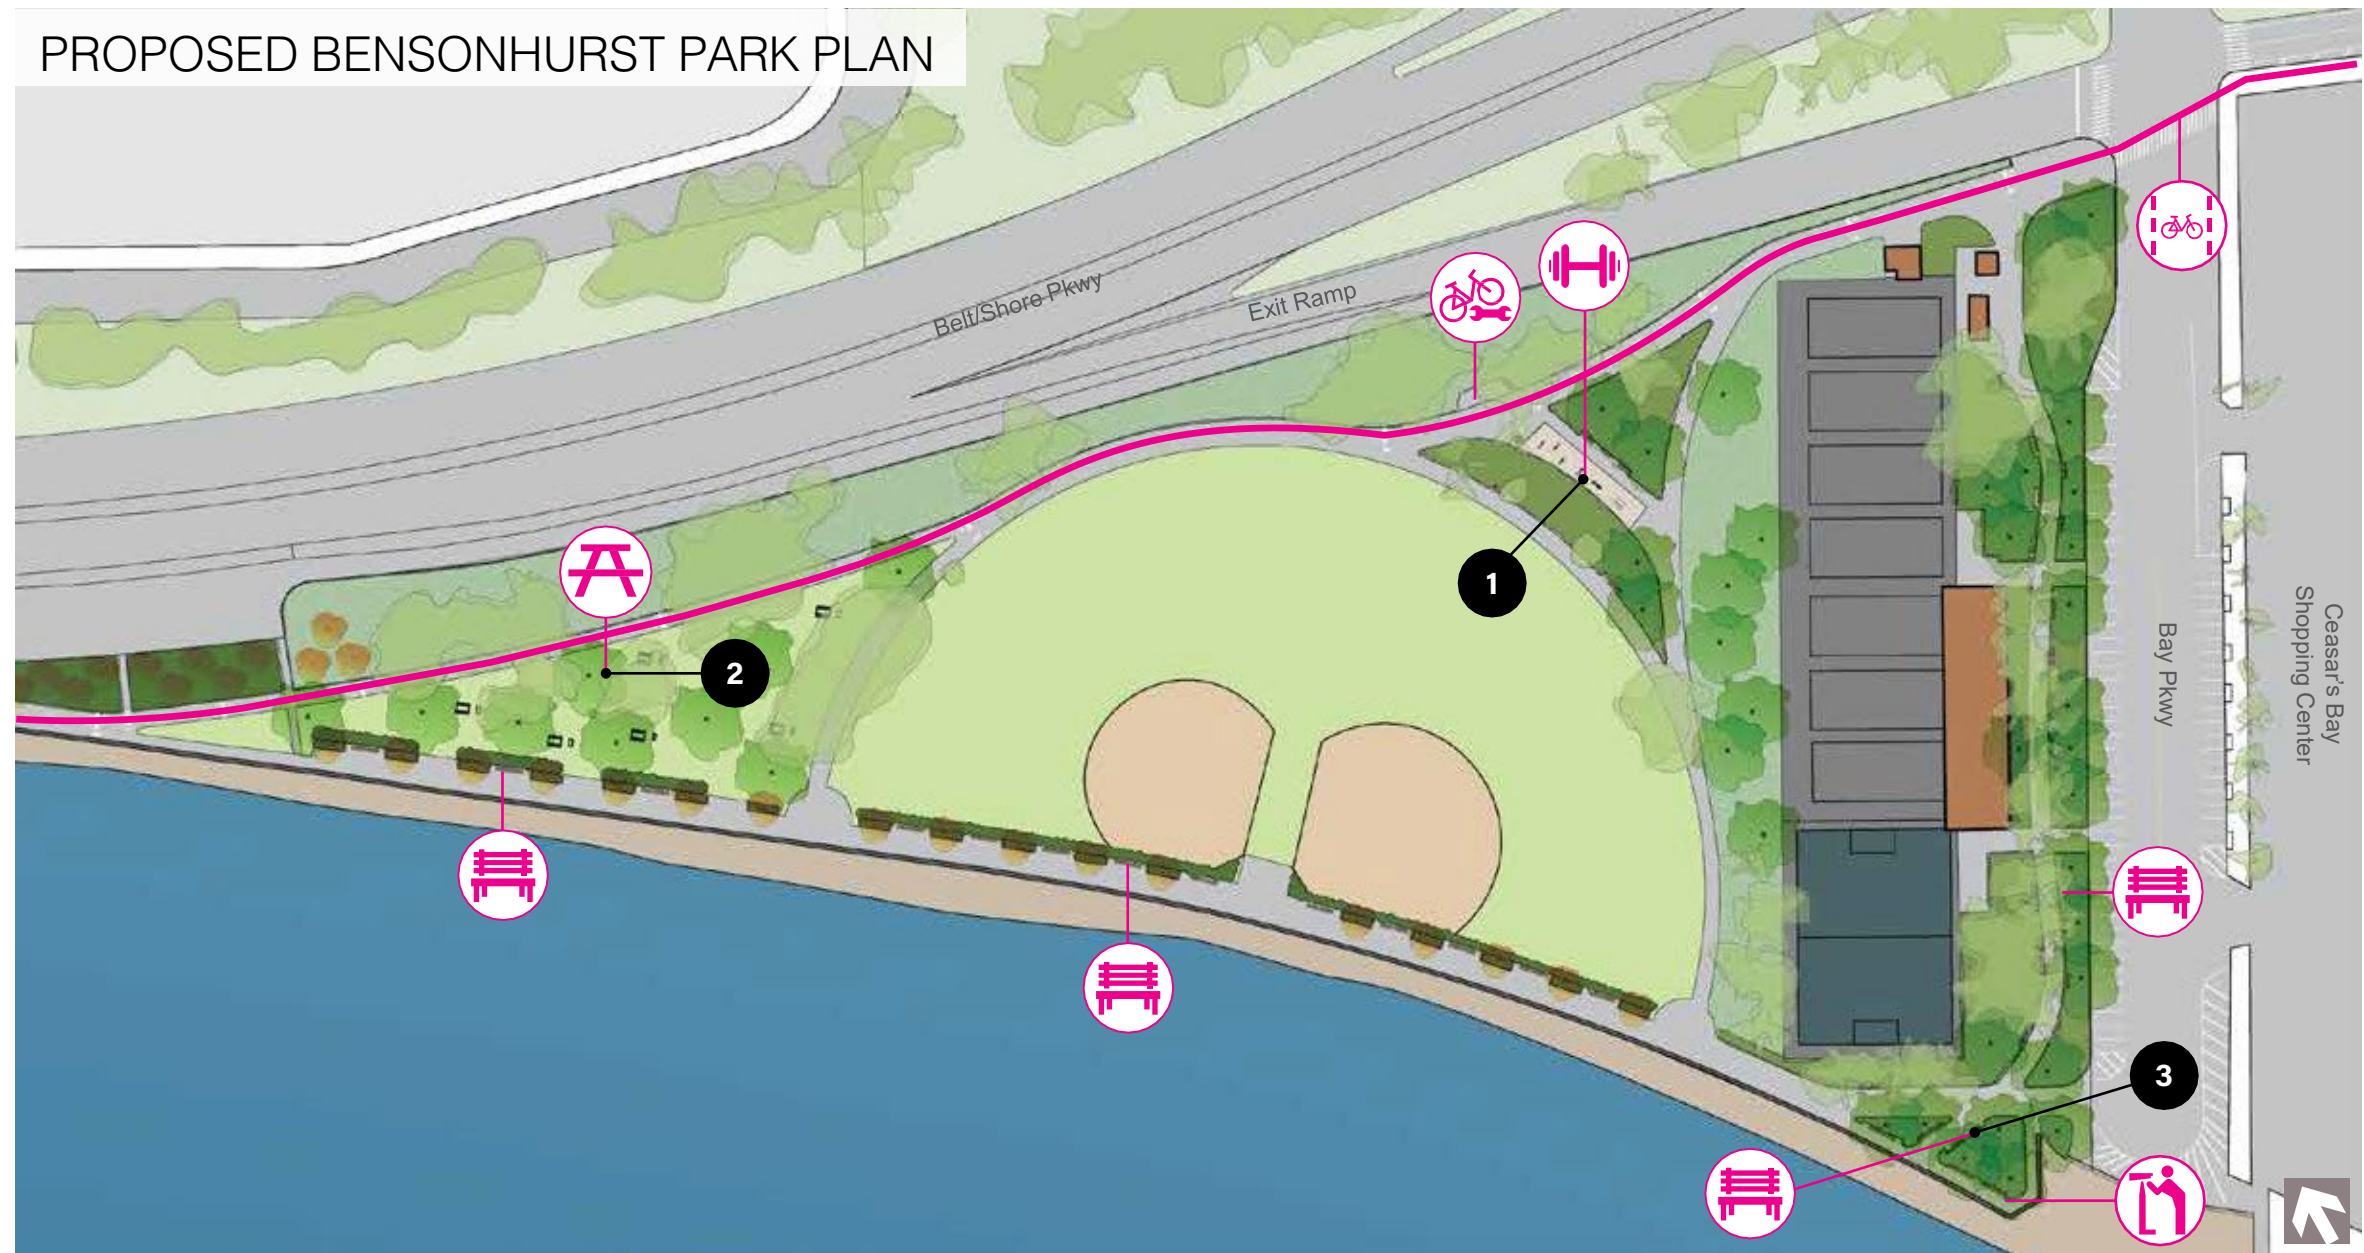 PROPOSED BENSONHURST PARK PLAN
Belt/Shore Pkwy
Exit Ramp
1
2
Bay Pkwy
Ceasar's Bay
Shopping Center
3